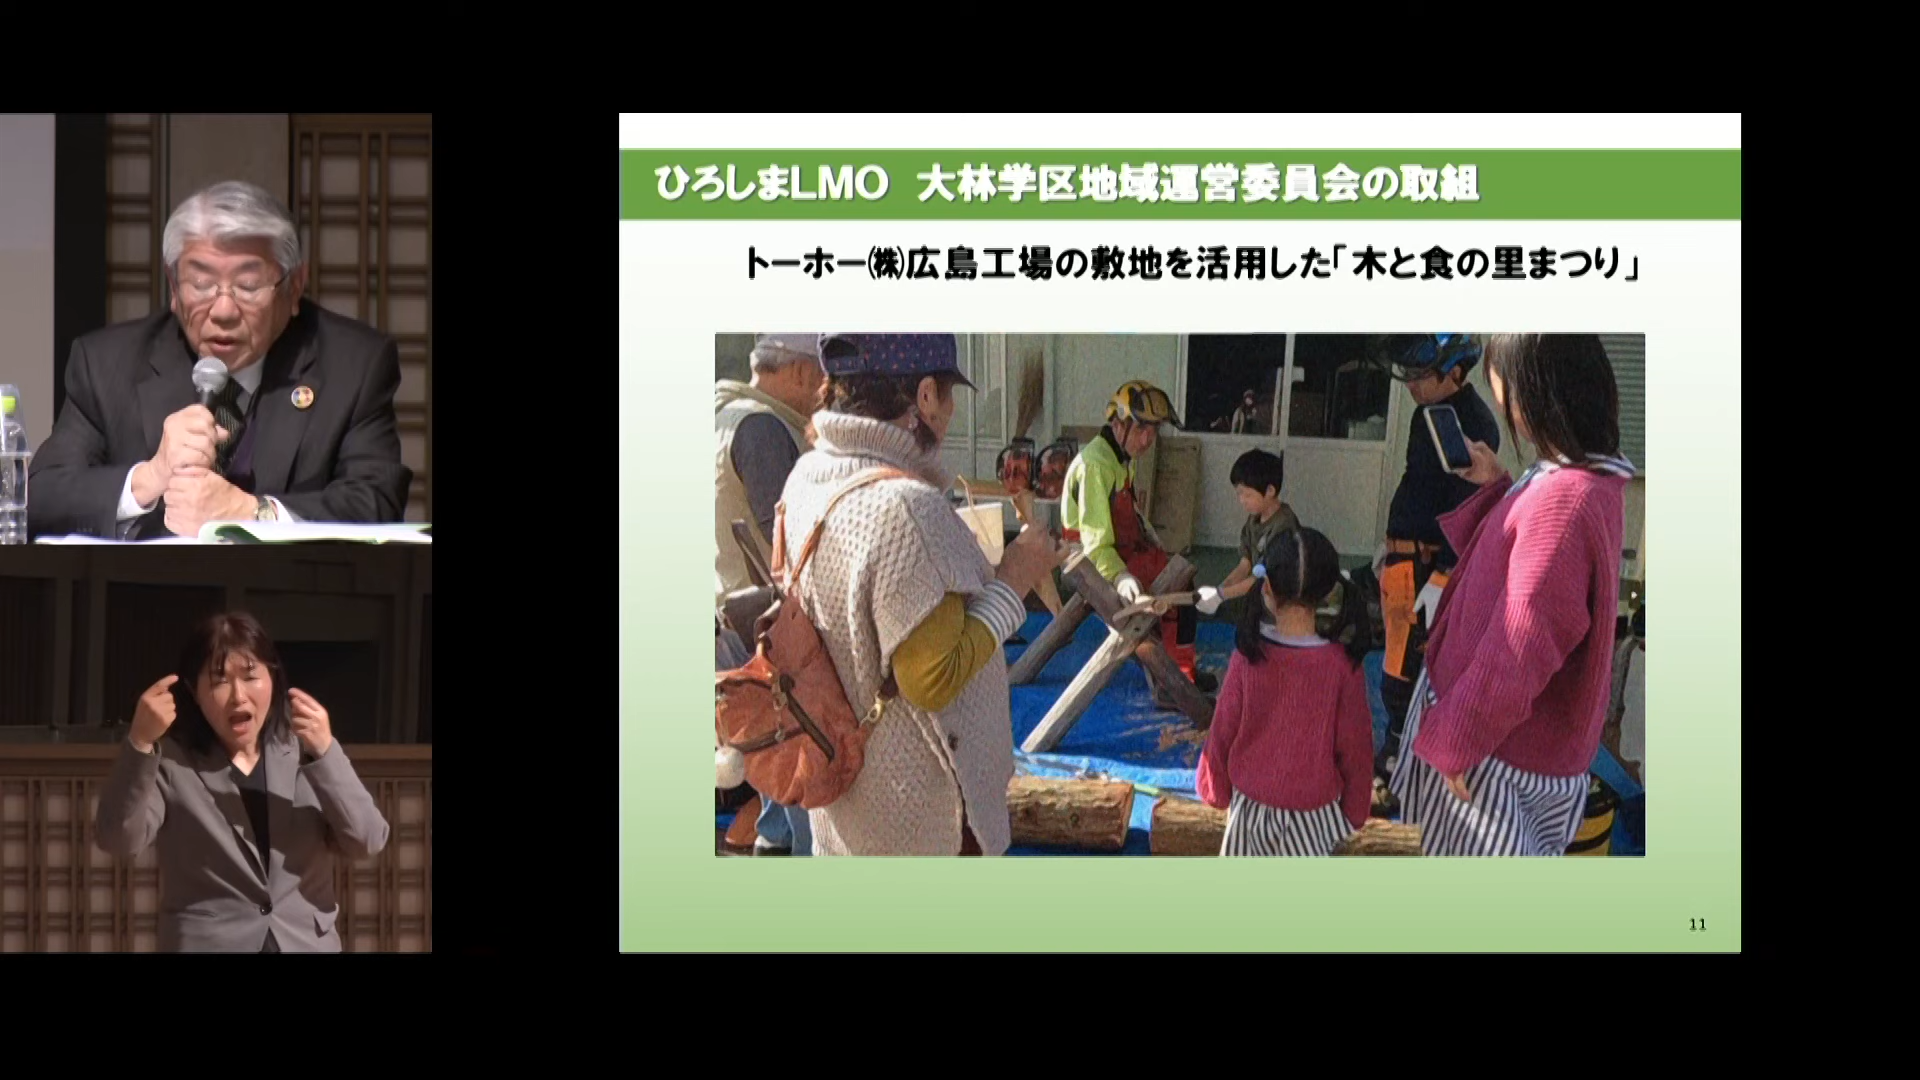 ひろしまLMO 大林学区地域運営委員会の取組
トーホー㈱広島工場の敷地を活用した「木と食の里まつり」
11